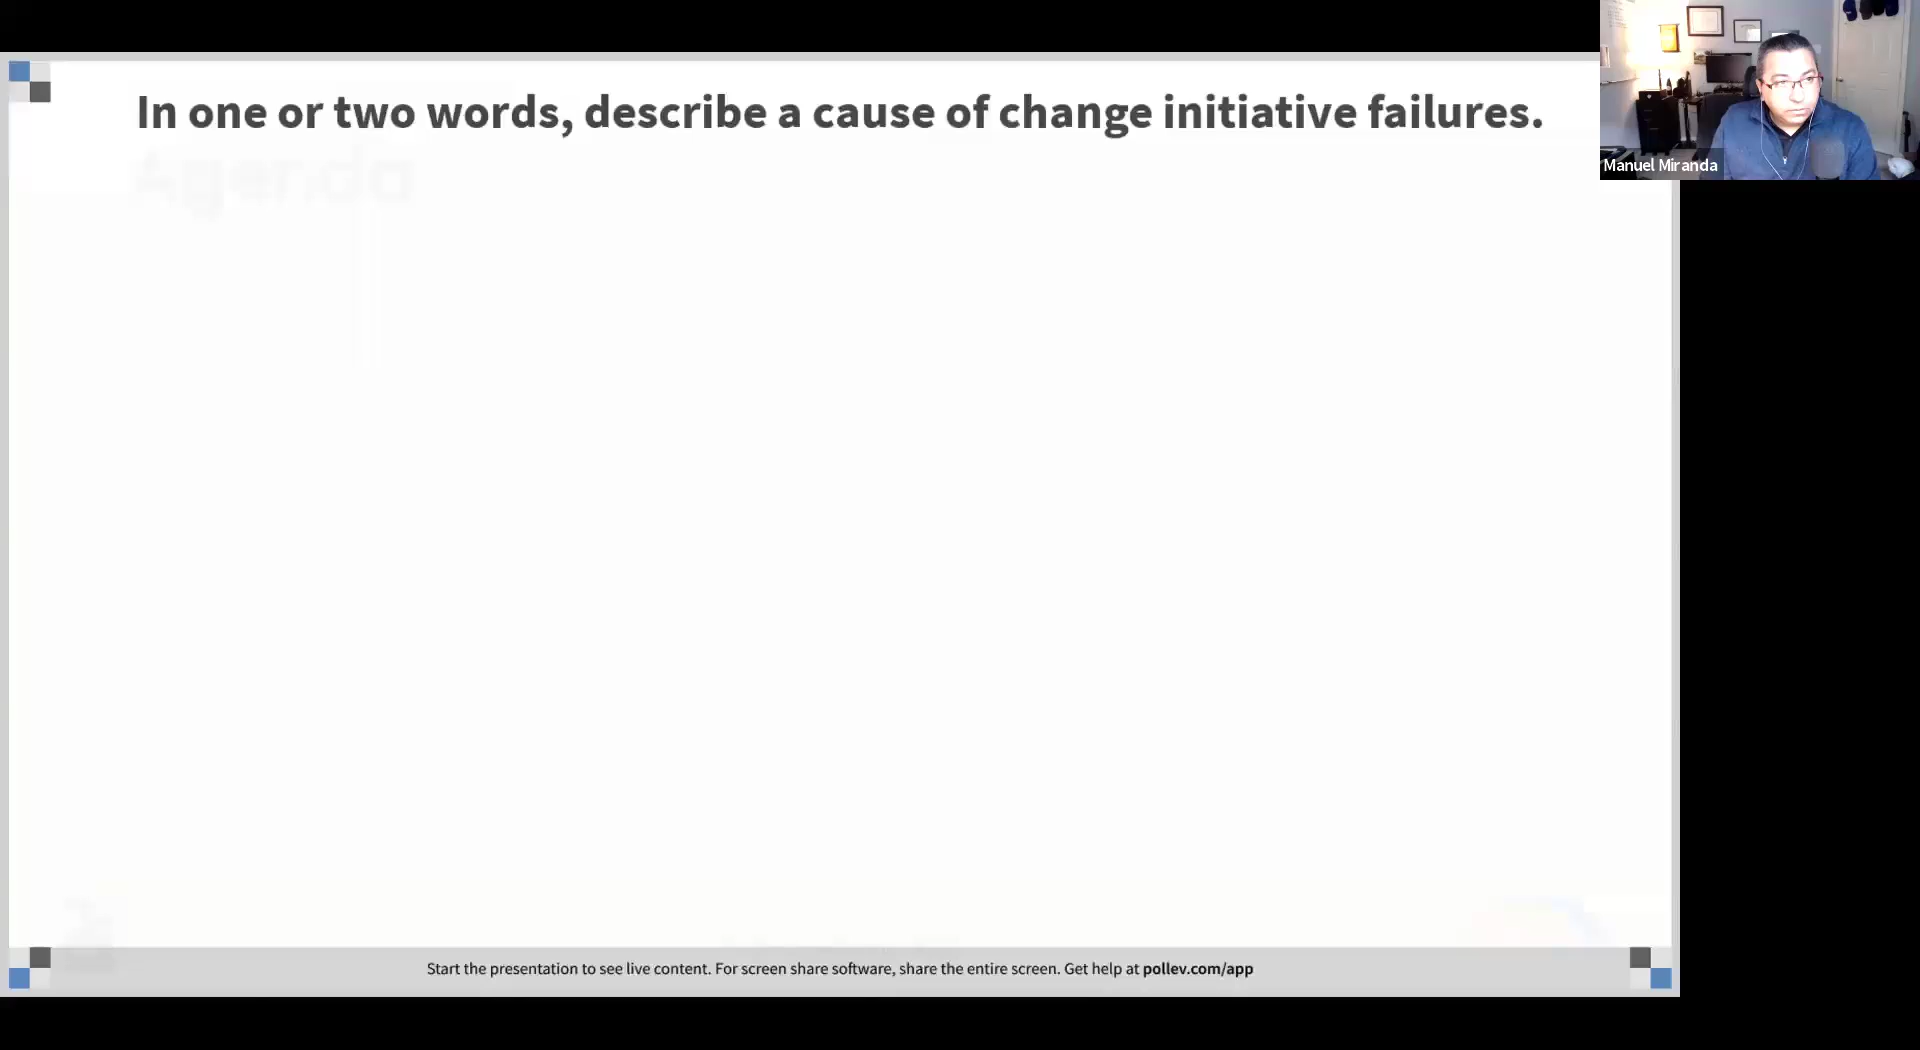 In one or two words, describe a cause of change initiative failures.
Agenda
Manuel Miranda
Start the presentation to see live content. For screen share software, share the entire screen. Get help at pollev.com/app